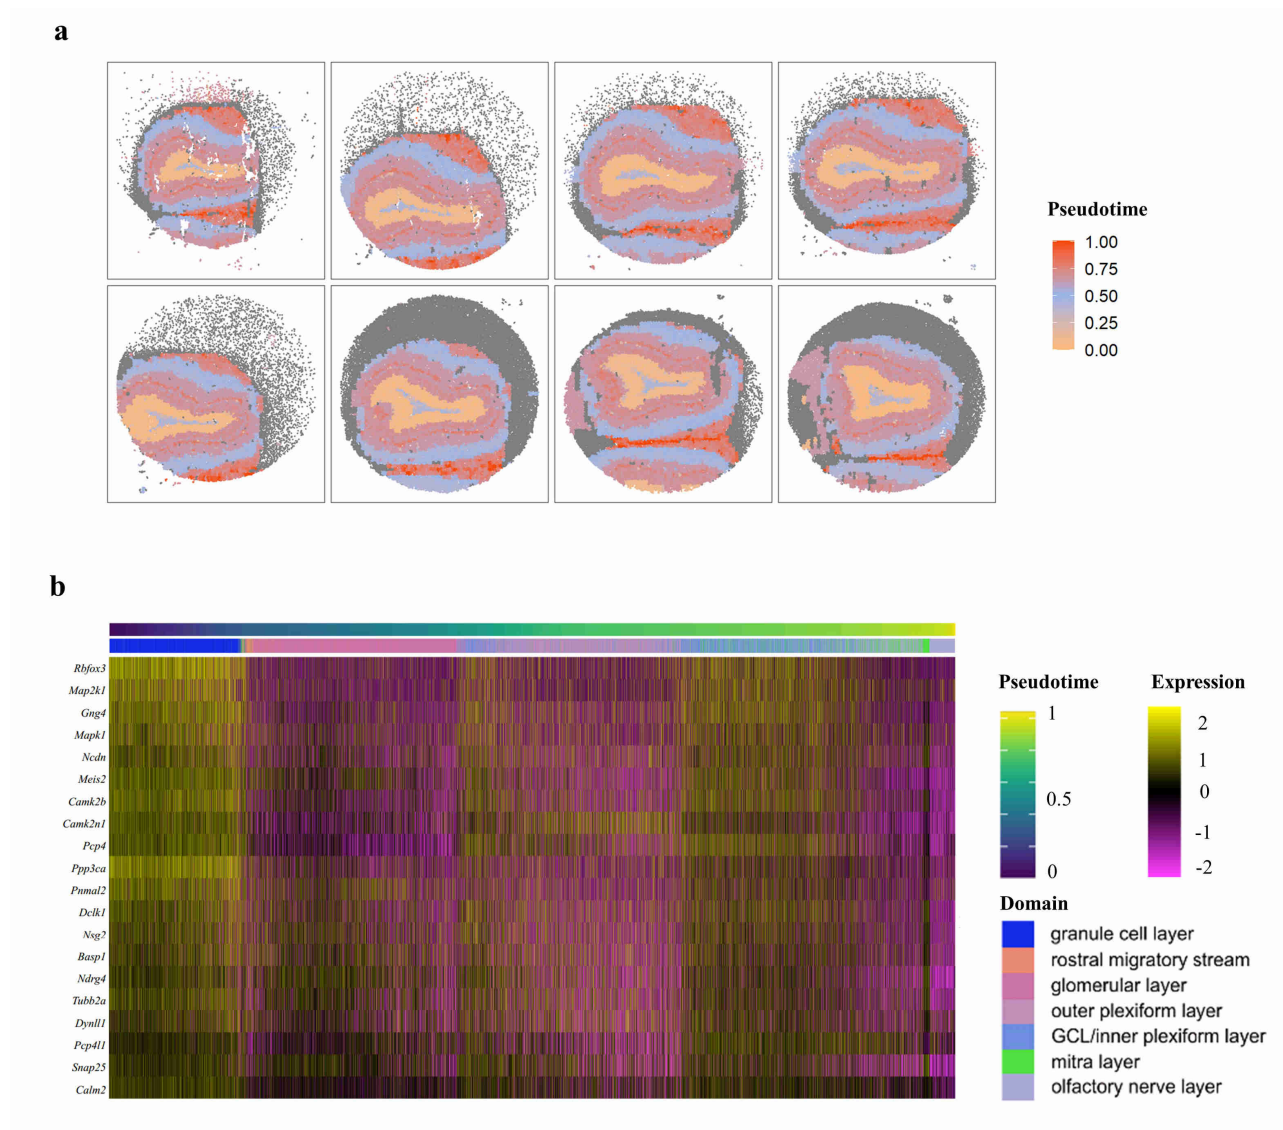 a
Pseudotime
1.00
0.75
0.50
0.25
0.00
b
Rbfox3
Map2k1
Gng4
Mapk1
Ncdn
Meis2
Camk2b
Camk2n1
Pcp4
Ppp3ca
Pnmal2
Dclk1
Nsg2
Basp1
Ndrg4
Tubb2a
Dynll1
Pcp4l1
Snap25
Calm2
Pseudotime
1
0.5
0
Expression
2
1
0
-1
-2
Domain
granule cell layer
rostral migratory stream
glomerular layer
outer plexiform layer
GCL/inner plexiform layer
mitra layer
olfactory nerve layer